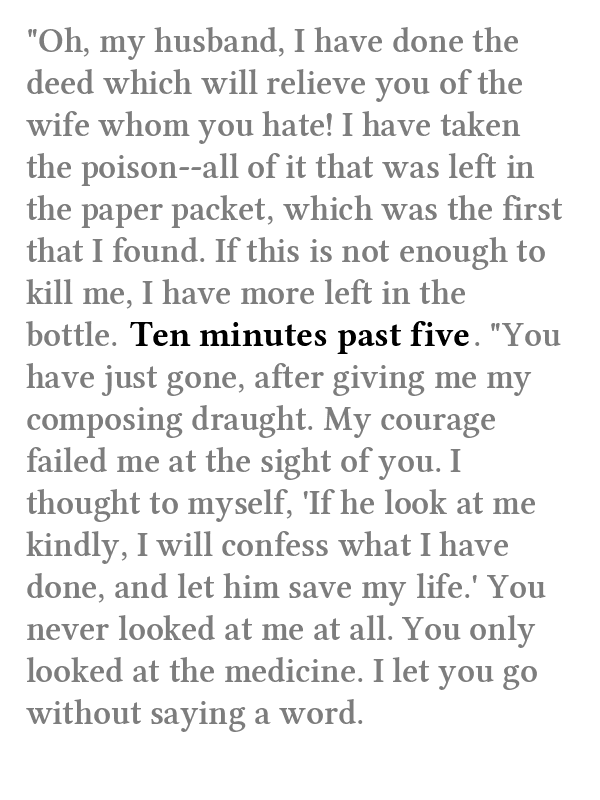 "Oh, my husband, I have done the
deed which will relieve you of the
wife whom you hate! I have taken
the poison--all of it that was left in
the paper packet, which was the first
that I found. If this is not enough to
kill me, I have more left in the
bottle. Ten minutes past five. "You
have just gone, after giving me my
composing draught. My courage
failed me at the sight of you. I
thought to myself, 'If he look at me
kindly, I will confess what I have
done, and let him save my life.' You
never looked at me at all. You only
looked at the medicine. I let you go
without saying a word.